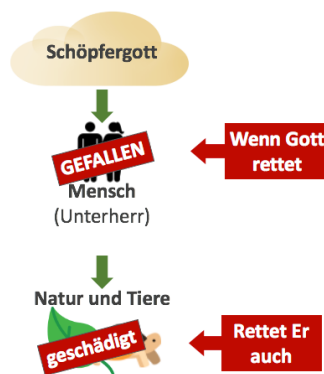 Schöpfergott
GEFALLEN
Wenn Gott
rettet
Mensch
(Unterherr)
Natur und Tiere
geschädigt
Rettet Er
auch